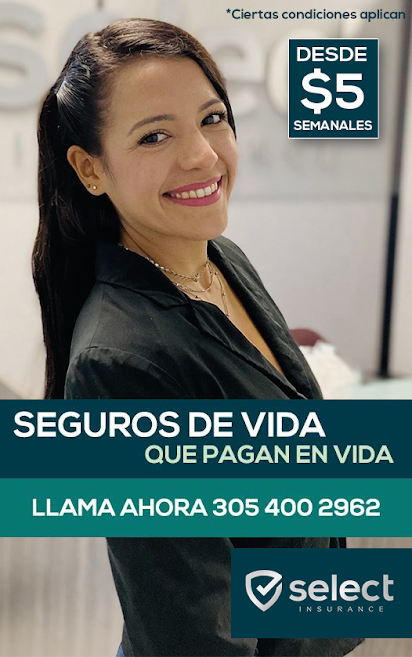 *Ciertas condiciones aplican
DESDE
$5
SEMANALES
SEGUROS DE VIDA
QUE PAGAN EN VIDA
LLAMA AHORA 305 400 2962
select
INSURANCE